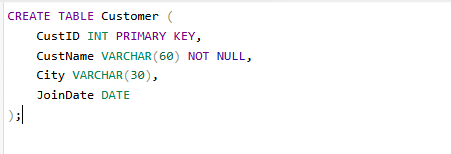 CREATE TABLE Customer (
    CustID INT PRIMARY KEY,
    CustName VARCHAR(60) NOT NULL,
    City VARCHAR(30),
    JoinDate DATE
);